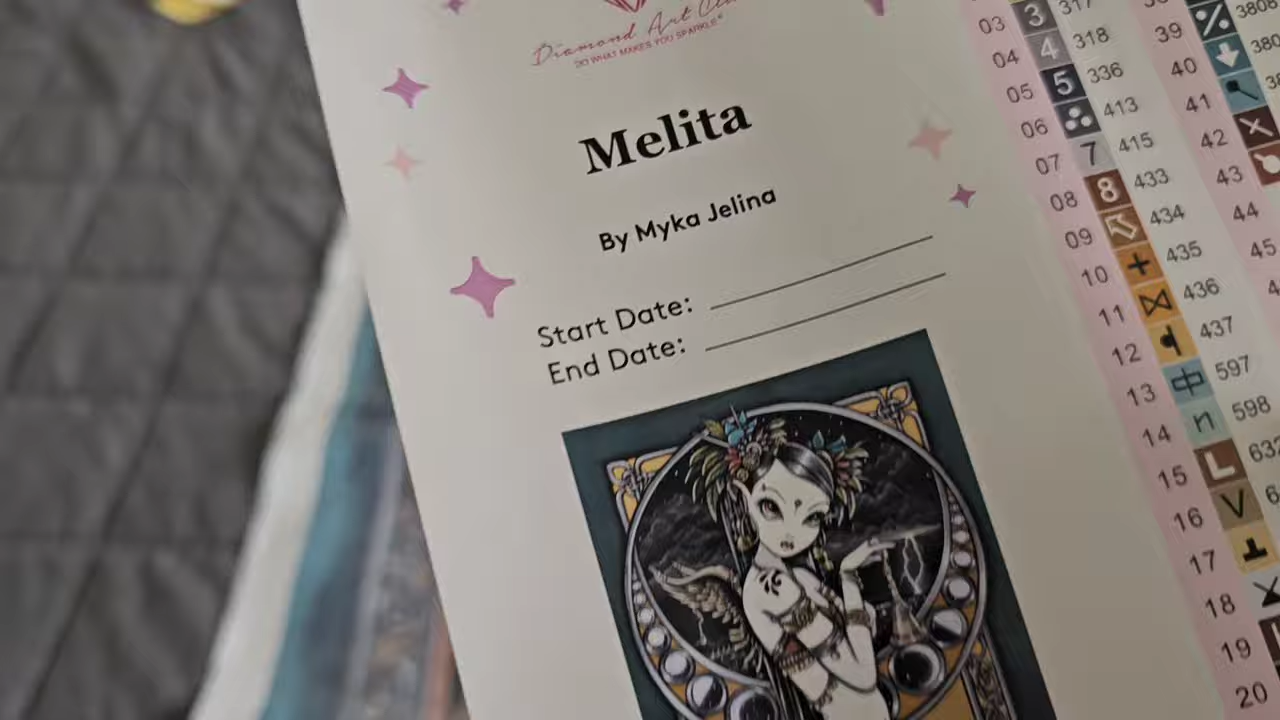 Diamond Art Club
DO WHAT MAKES YOU SPARKLE®
Melita
By Myka Jelina
Start Date:
End Date:
03 3 317
04 4 318
05 5 336
06 413
07 7 415
08 8 433
09 434
10 435
11 436
12 437
13 597
14 n 598
15 L 632
16 V
17
18
19
20
39
40
41
42
43
44
45
3808